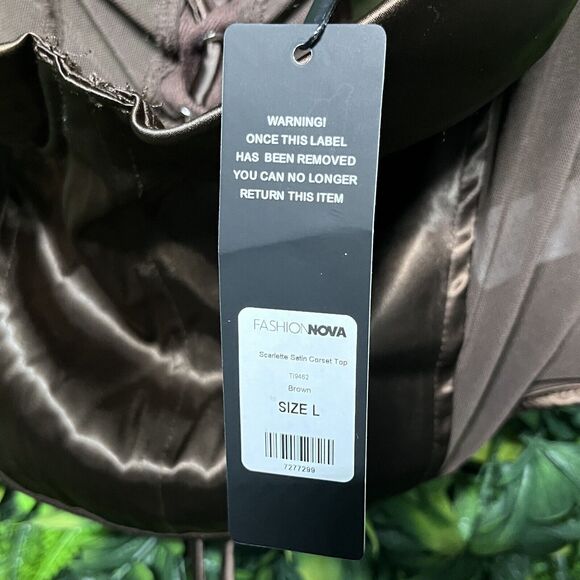 WARNING!
ONCE THIS LABEL
HAS BEEN REMOVED
YOU CAN NO LONGER
RETURN THIS ITEM
FASHIONNOVA
Scarlette Satin Corset Top
TI9462
Brown
SIZE L
7277299